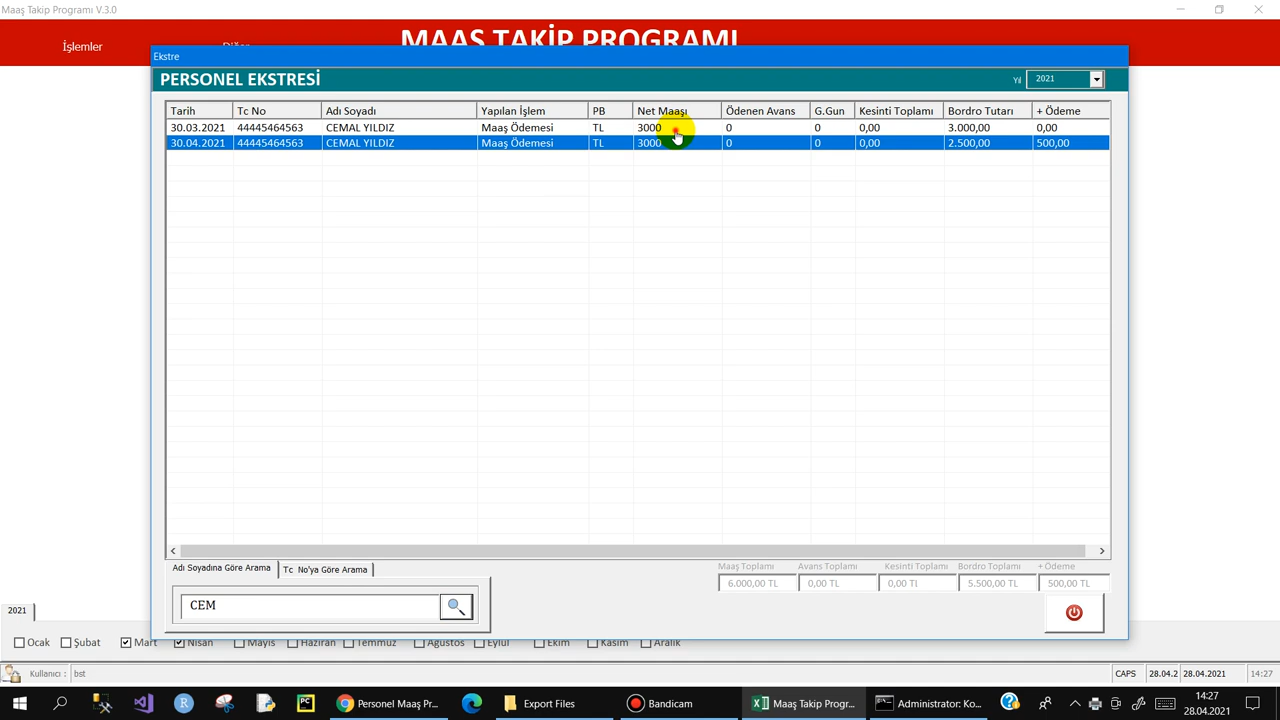 Maaş Takip Programı V.3.0
İşlemler
MAAŞ TAKİP PROGRAMI
Ekstre
PERSONEL EKSTRESİ
Yıl 2021
Tarih Tc No Adı Soyadı Yapılan İşlem PB Net Maaşı Ödenen Avans G.Gun Kesinti Toplamı Bordro Tutarı + Ödeme
30.03.2021 44445464563 CEMAL YILDIZ Maaş Ödemesi TL 3000 0 0 0,00 3.000,00 0,00
30.04.2021 44445464563 CEMAL YILDIZ Maaş Ödemesi TL 3000 0 0 0,00 2.500,00 500,00
Adı Soyadına Göre Arama Tc No'ya Göre Arama
Maaş Toplamı Avans Toplamı Kesinti Toplamı Bordro Toplamı + Ödeme
6.000,00 TL 0,00 TL 0,00 TL 5.500,00 TL 500,00 TL
CEM
2021
Ocak Şubat Mart Nisan Mayıs Haziran Temmuz Ağustos Eylül Ekim Kasım Aralık
Kullanıcı : bst CAPS 28.04.2 28.04.2021 14:27
Personel Maaş Pr... Export Files Bandicam Maaş Takip Progr... Administrator: Ko... 14:27
28.04.2021